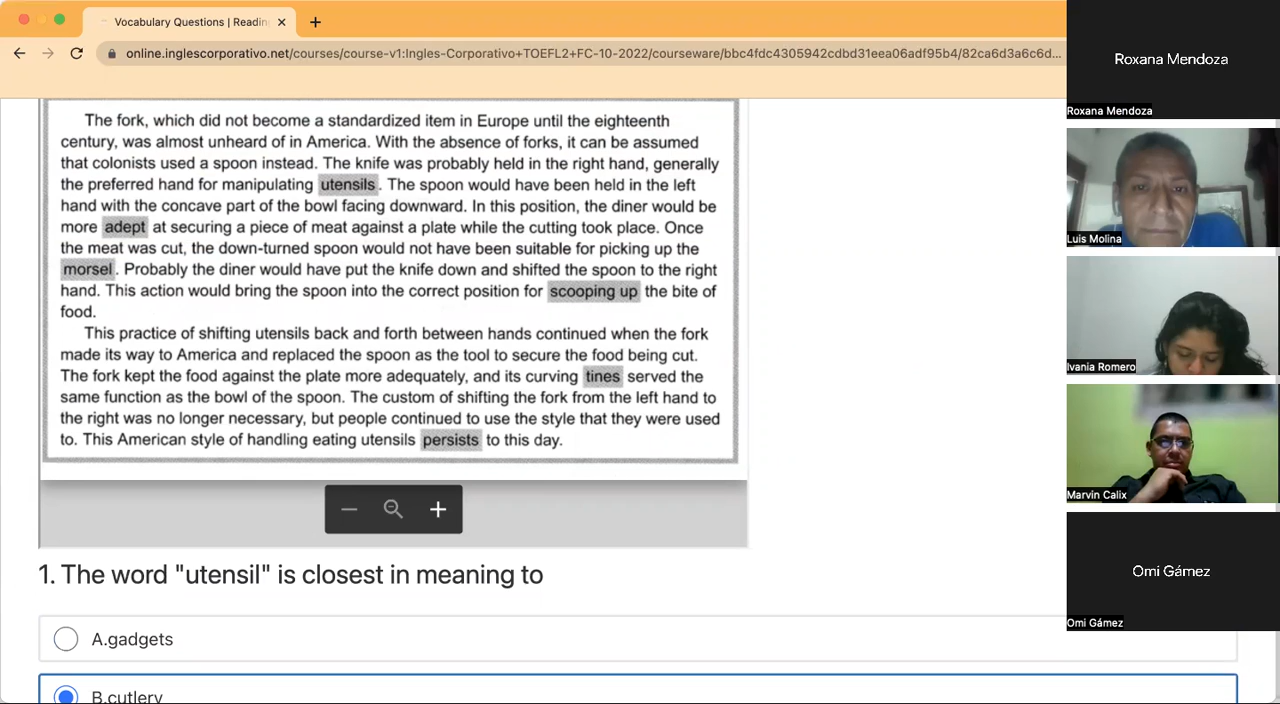 Vocabulary Questions | Readin
online.inglescorporativo.net/courses/course-v1:Ingles-Corporativo+TOEFL2+FC-10-2022/courseware/bbc4fdc4305942cdbd31eea06adf95b4/82ca6d3a6c6d...
The fork, which did not become a standardized item in Europe until the eighteenth
century, was almost unheard of in America. With the absence of forks, it can be assumed
that colonists used a spoon instead. The knife was probably held in the right hand, generally
the preferred hand for manipulating utensils. The spoon would have been held in the left
hand with the concave part of the bowl facing downward. In this position, the diner would be
more adept at securing a piece of meat against a plate while the cutting took place. Once
the meat was cut, the down-turned spoon would not have been suitable for picking up the
morsel. Probably the diner would have put the knife down and shifted the spoon to the right
hand. This action would bring the spoon into the correct position for scooping up the bite of
food.
This practice of shifting utensils back and forth between hands continued when the fork
made its way to America and replaced the spoon as the tool to secure the food being cut.
The fork kept the food against the plate more adequately, and its curving tines served the
same function as the bowl of the spoon. The custom of shifting the fork from the left hand to
the right was no longer necessary, but people continued to use the style that they were used
to. This American style of handling eating utensils persists to this day.
1. The word "utensil" is closest in meaning to
A.gadgets
B.cutlery
Roxana Mendoza
Roxana Mendoza
Luis Molina
Ivania Romero
Marvin Calix
Omi Gámez
Omi Gámez